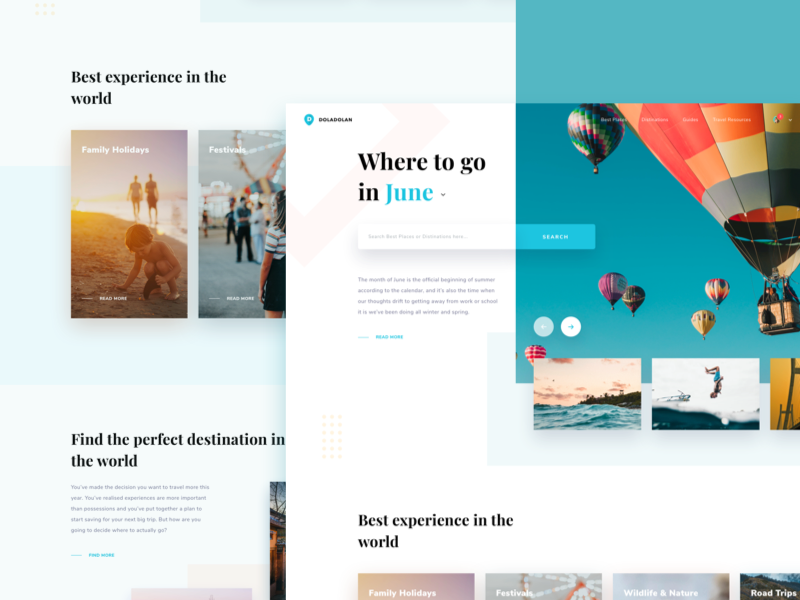 Best experience in the
world
Family Holidays
READ MORE
Festivals
READ MORE
Find the perfect destination in
the world
You've made the decision you want to travel more this
year. You've realised experiences are more important
than possessions and you've put together a plan to
start saving for your next big trip. But how are you
going to decide where to actually go?
FIND MORE
D
DOLADOLAN
Best Places
Destinations
Guides
Travel Resources
Where to go
in June
Search Best Places or Destinations Here...
SEARCH
The month of June is the official beginning of summer
according to the calendar, and it's also the time when
our thoughts drift to getting away from work or school
it is we've been doing all winter and spring.
READ MORE
Best experience in the
world
Family Holidays
Festivals
Wildlife & Nature
Road Trips